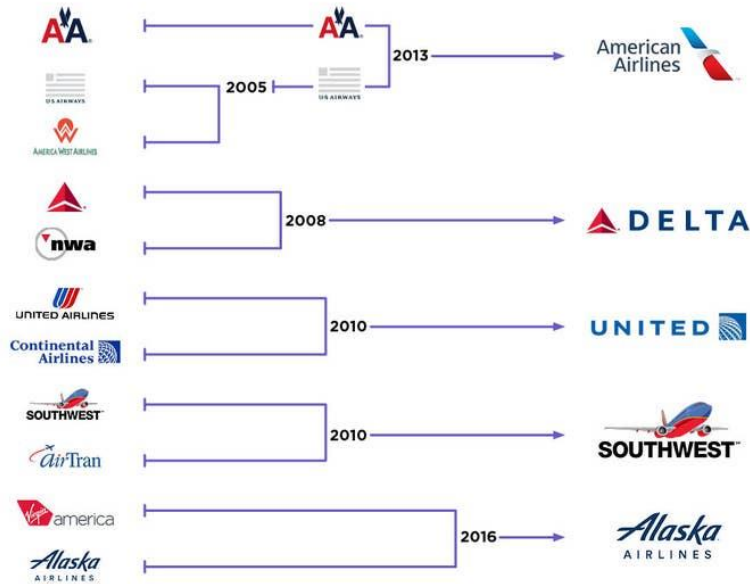 AA
AA
2013
American
Airlines
US AIRWAYS
2005
US AIRWAYS
AMERICA WEST AIRLINES
2008
DELTA
nwa
UNITED AIRLINES
2010
UNITED
Continental
Airlines
SOUTHWEST
2010
SOUTHWEST
airTran
Virgin america
2016
Alaska
AIRLINES
Alaska
AIRLINES